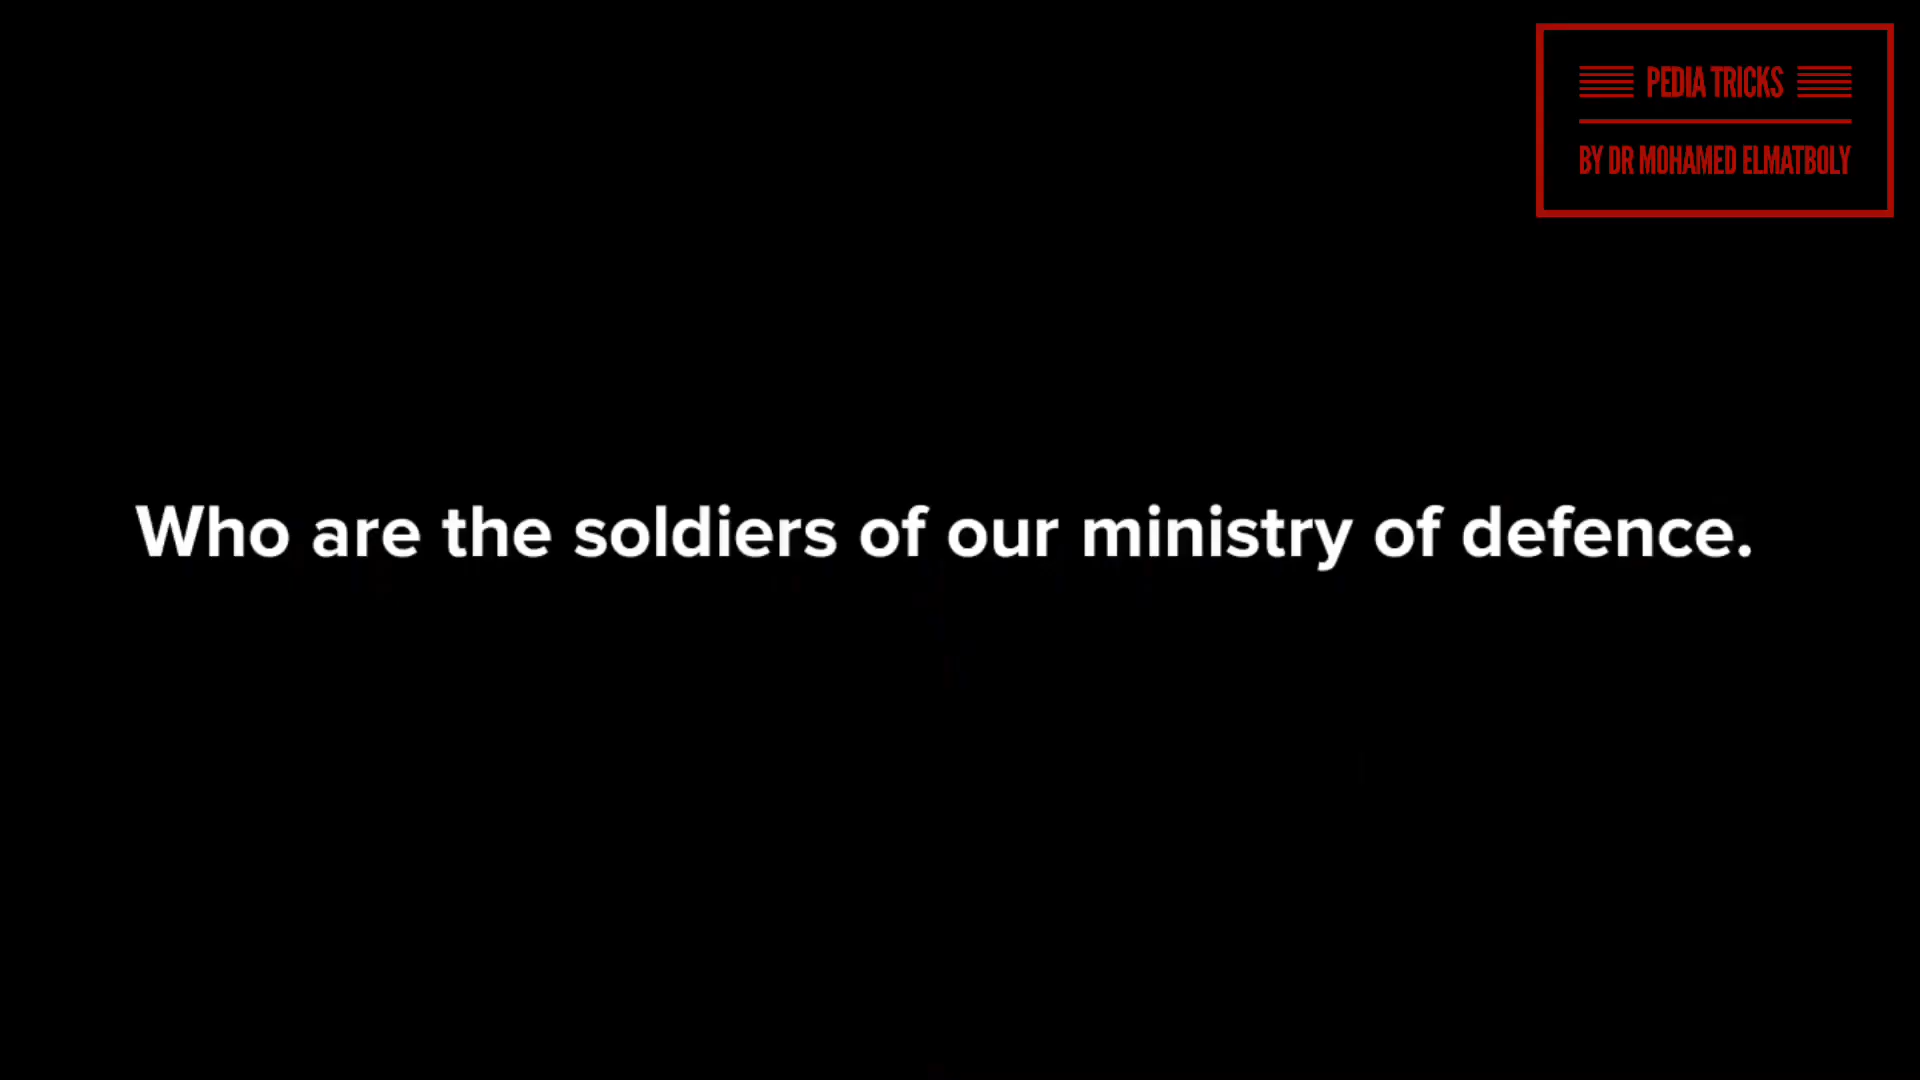 PEDIA TRICKS
BY DR MOHAMED ELMATBOLY
Who are the soldiers of our ministry of defence.